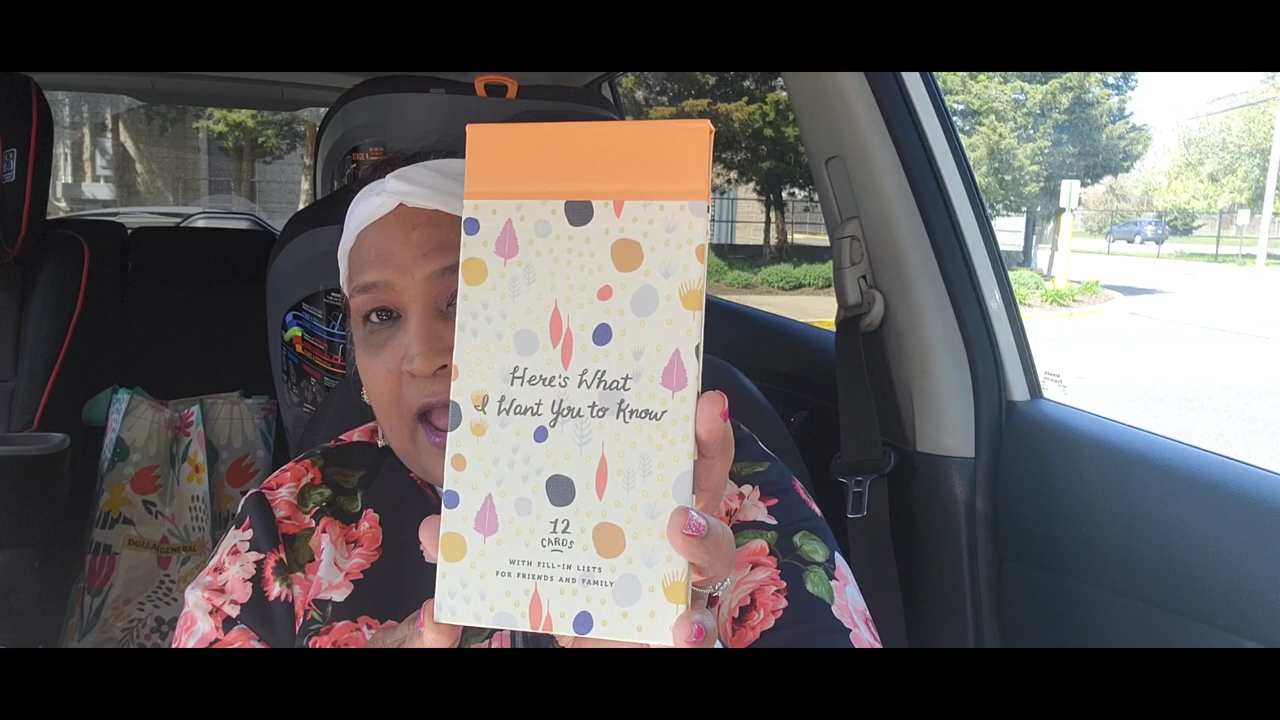 Here's What
I Want You to Know
12
CARDS
WITH FILL-IN LISTS
FOR FRIENDS AND FAMILY
DOLLAR GENERAL